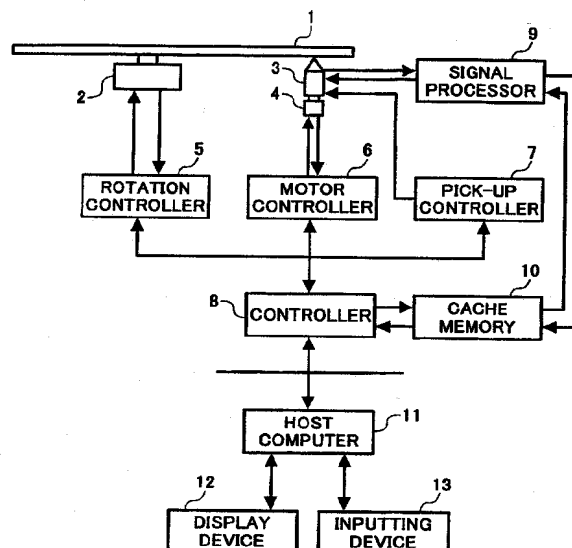 1
9
3
SIGNAL
PROCESSOR
2
4
5
6
7
ROTATION
CONTROLLER
MOTOR
CONTROLLER
PICK-UP
CONTROLLER
10
8
CONTROLLER
CACHE
MEMORY
11
HOST
COMPUTER
12
13
DISPLAY
DEVICE
INPUTTING
DEVICE